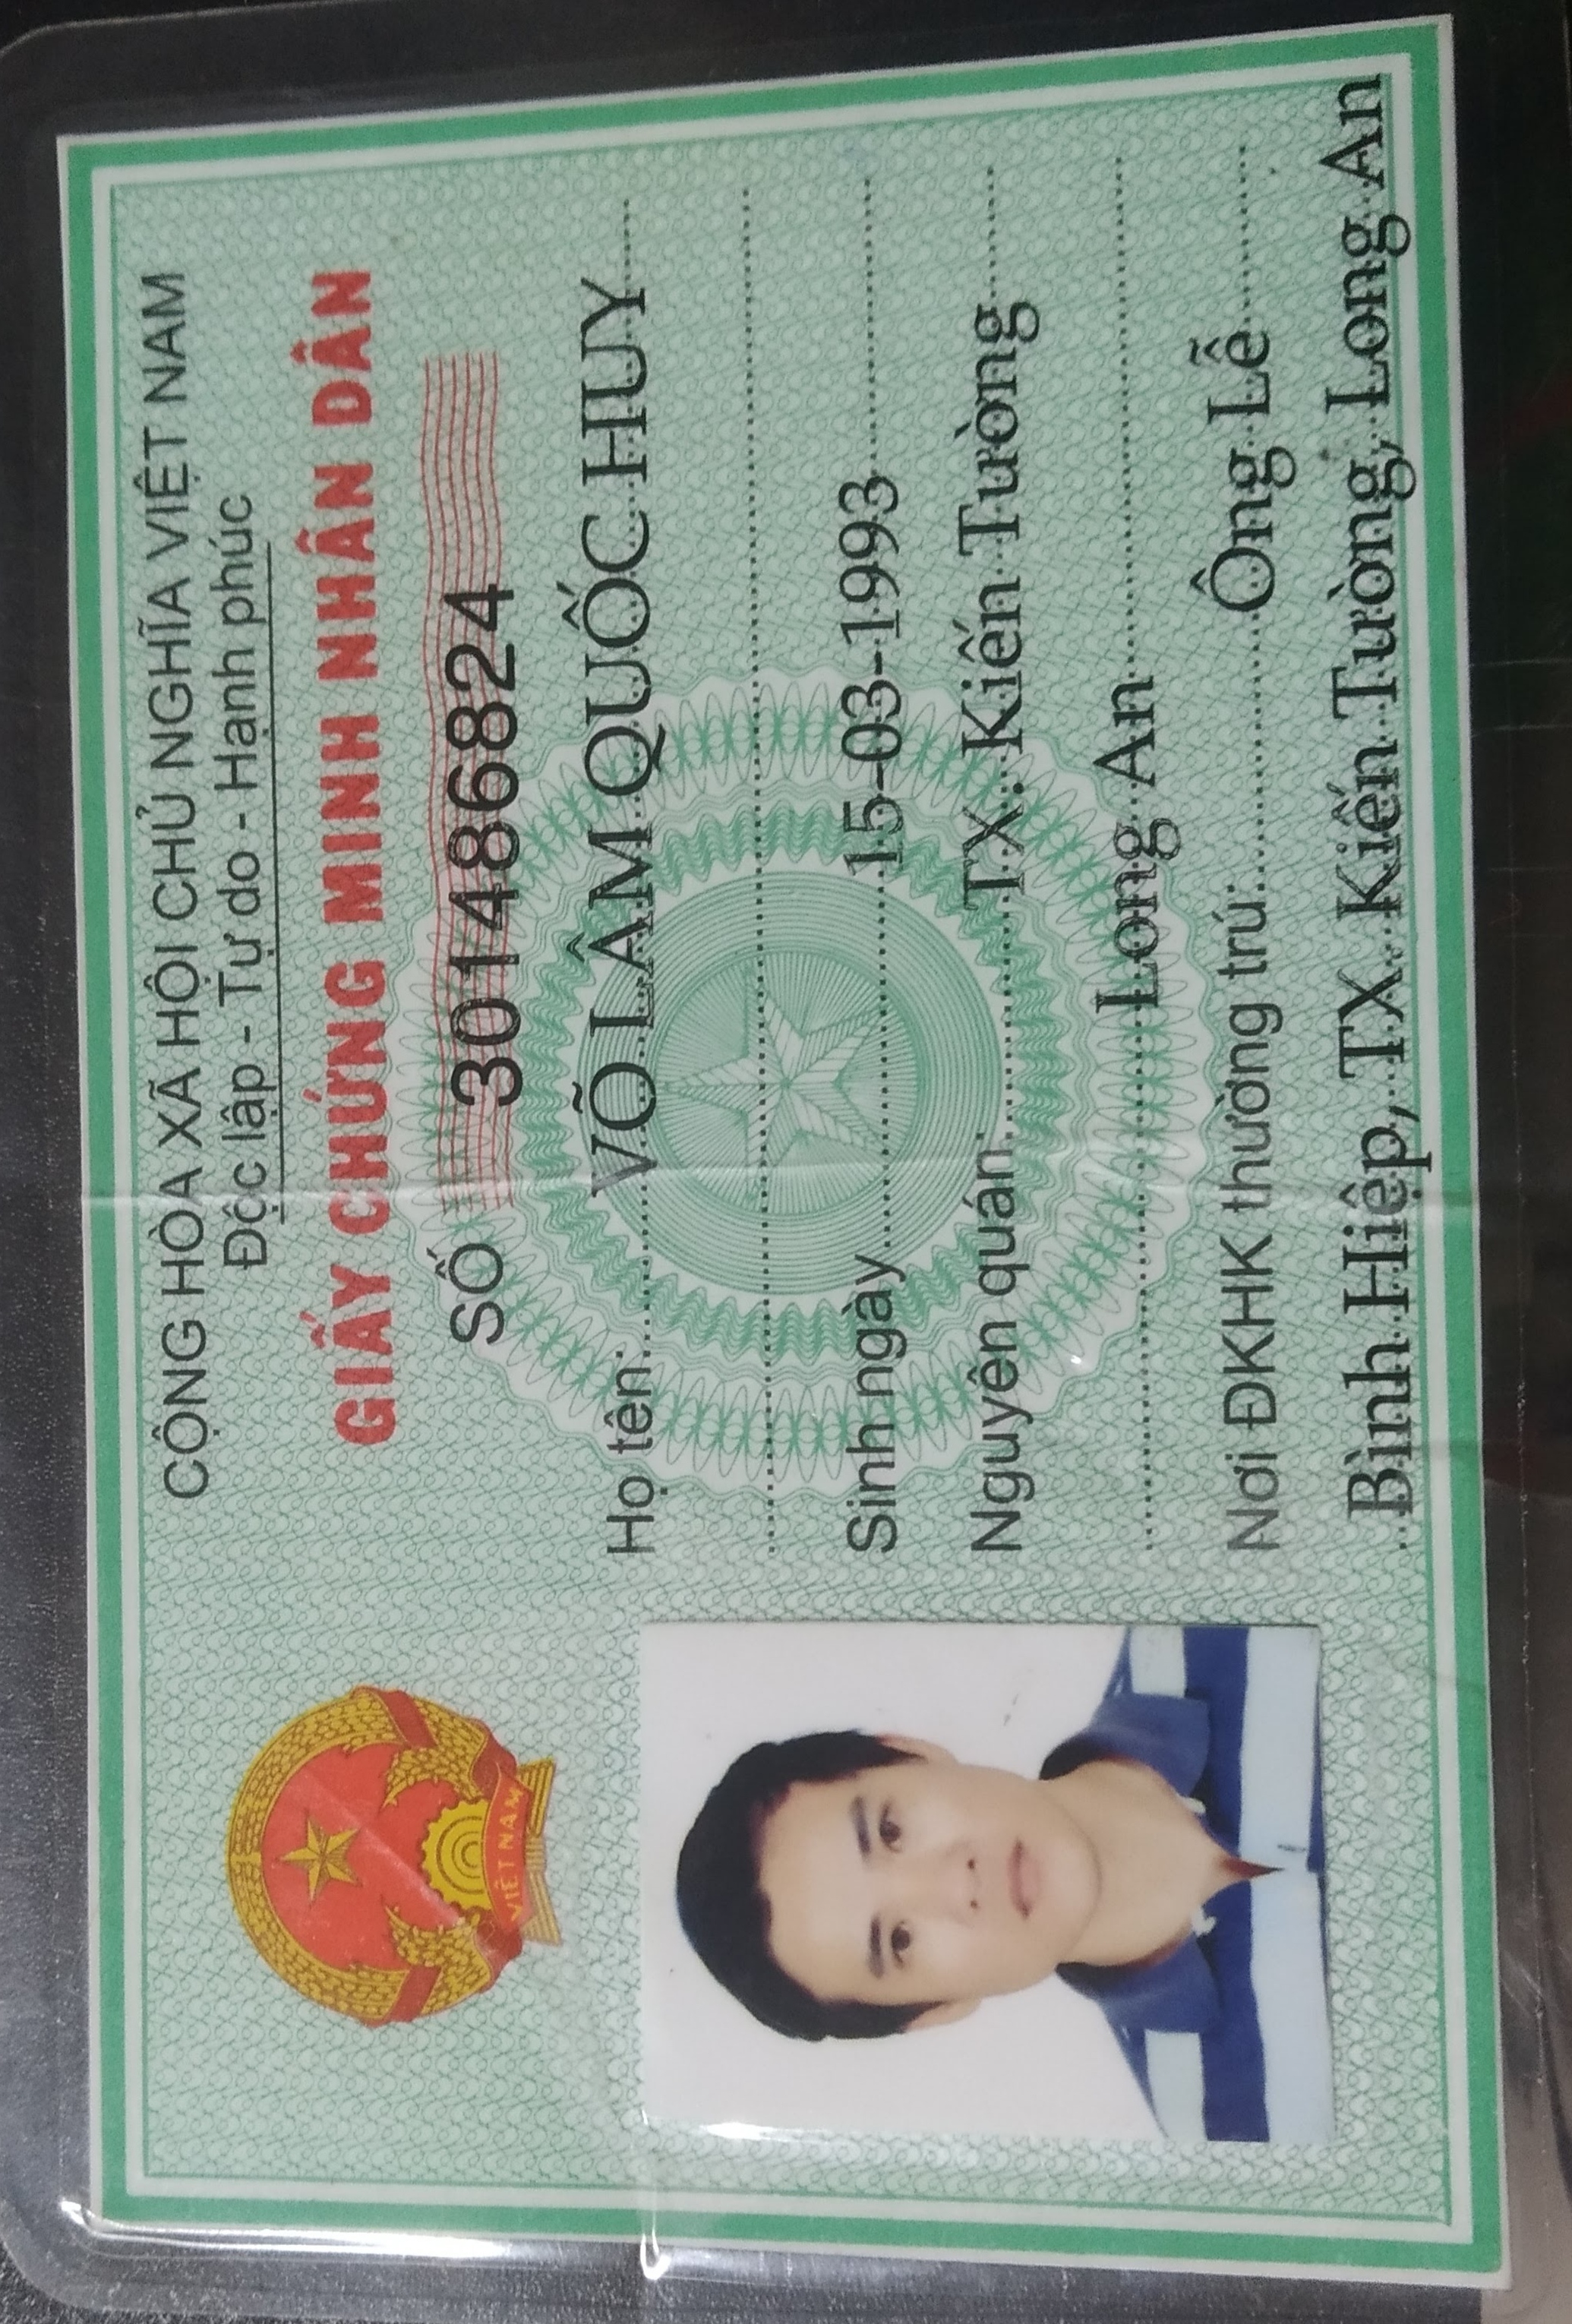 CỘNG HÒA XÃ HỘI CHỦ NGHĨA VIỆT NAM
Độc lập - Tự do - Hạnh phúc
GIẤY CHỨNG MINH NHÂN DÂN
SỐ 301486824
Họ tên: VÕ LÂM QUỐC HUY
Sinh ngày 15-03-1993
Nguyên quán: TX. Kiến Tường
Long An
Nơi ĐKHK thường trú: Ông Lễ
Bình Hiệp, TX. Kiến Tường, Long An
VIỆT NAM